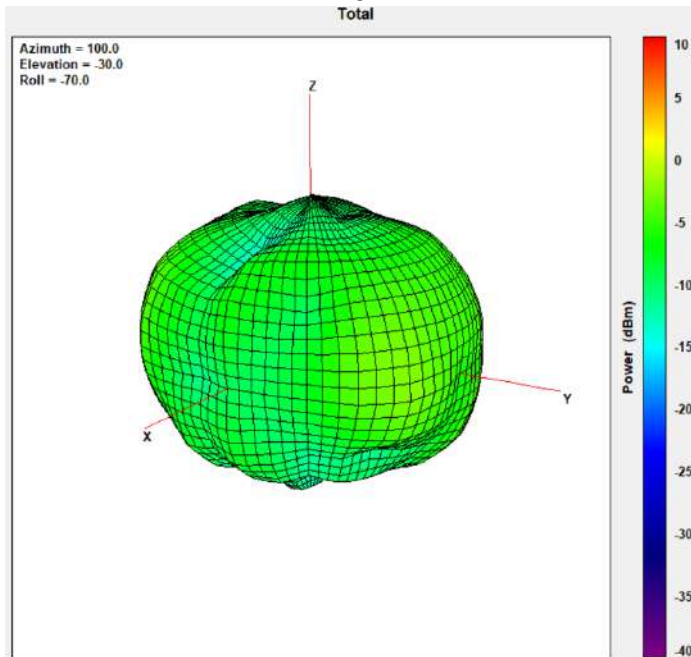 Total
Azimuth = 100.0
Elevation = -30.0
Roll = -70.0
Z
Y
X
Power (dBm)
10
5
0
-5
-10
-15
-20
-25
-30
-35
-40